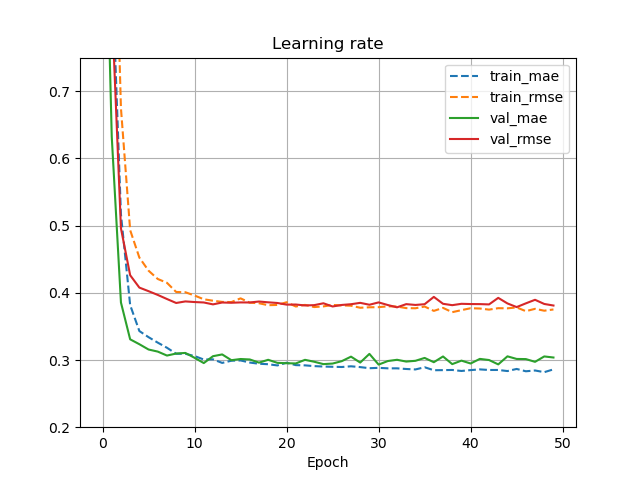 Learning rate
train_mae
train_rmse
val_mae
val_rmse
0.7
0.6
0.5
0.4
0.3
0.2
0 10 20 30 40 50
Epoch